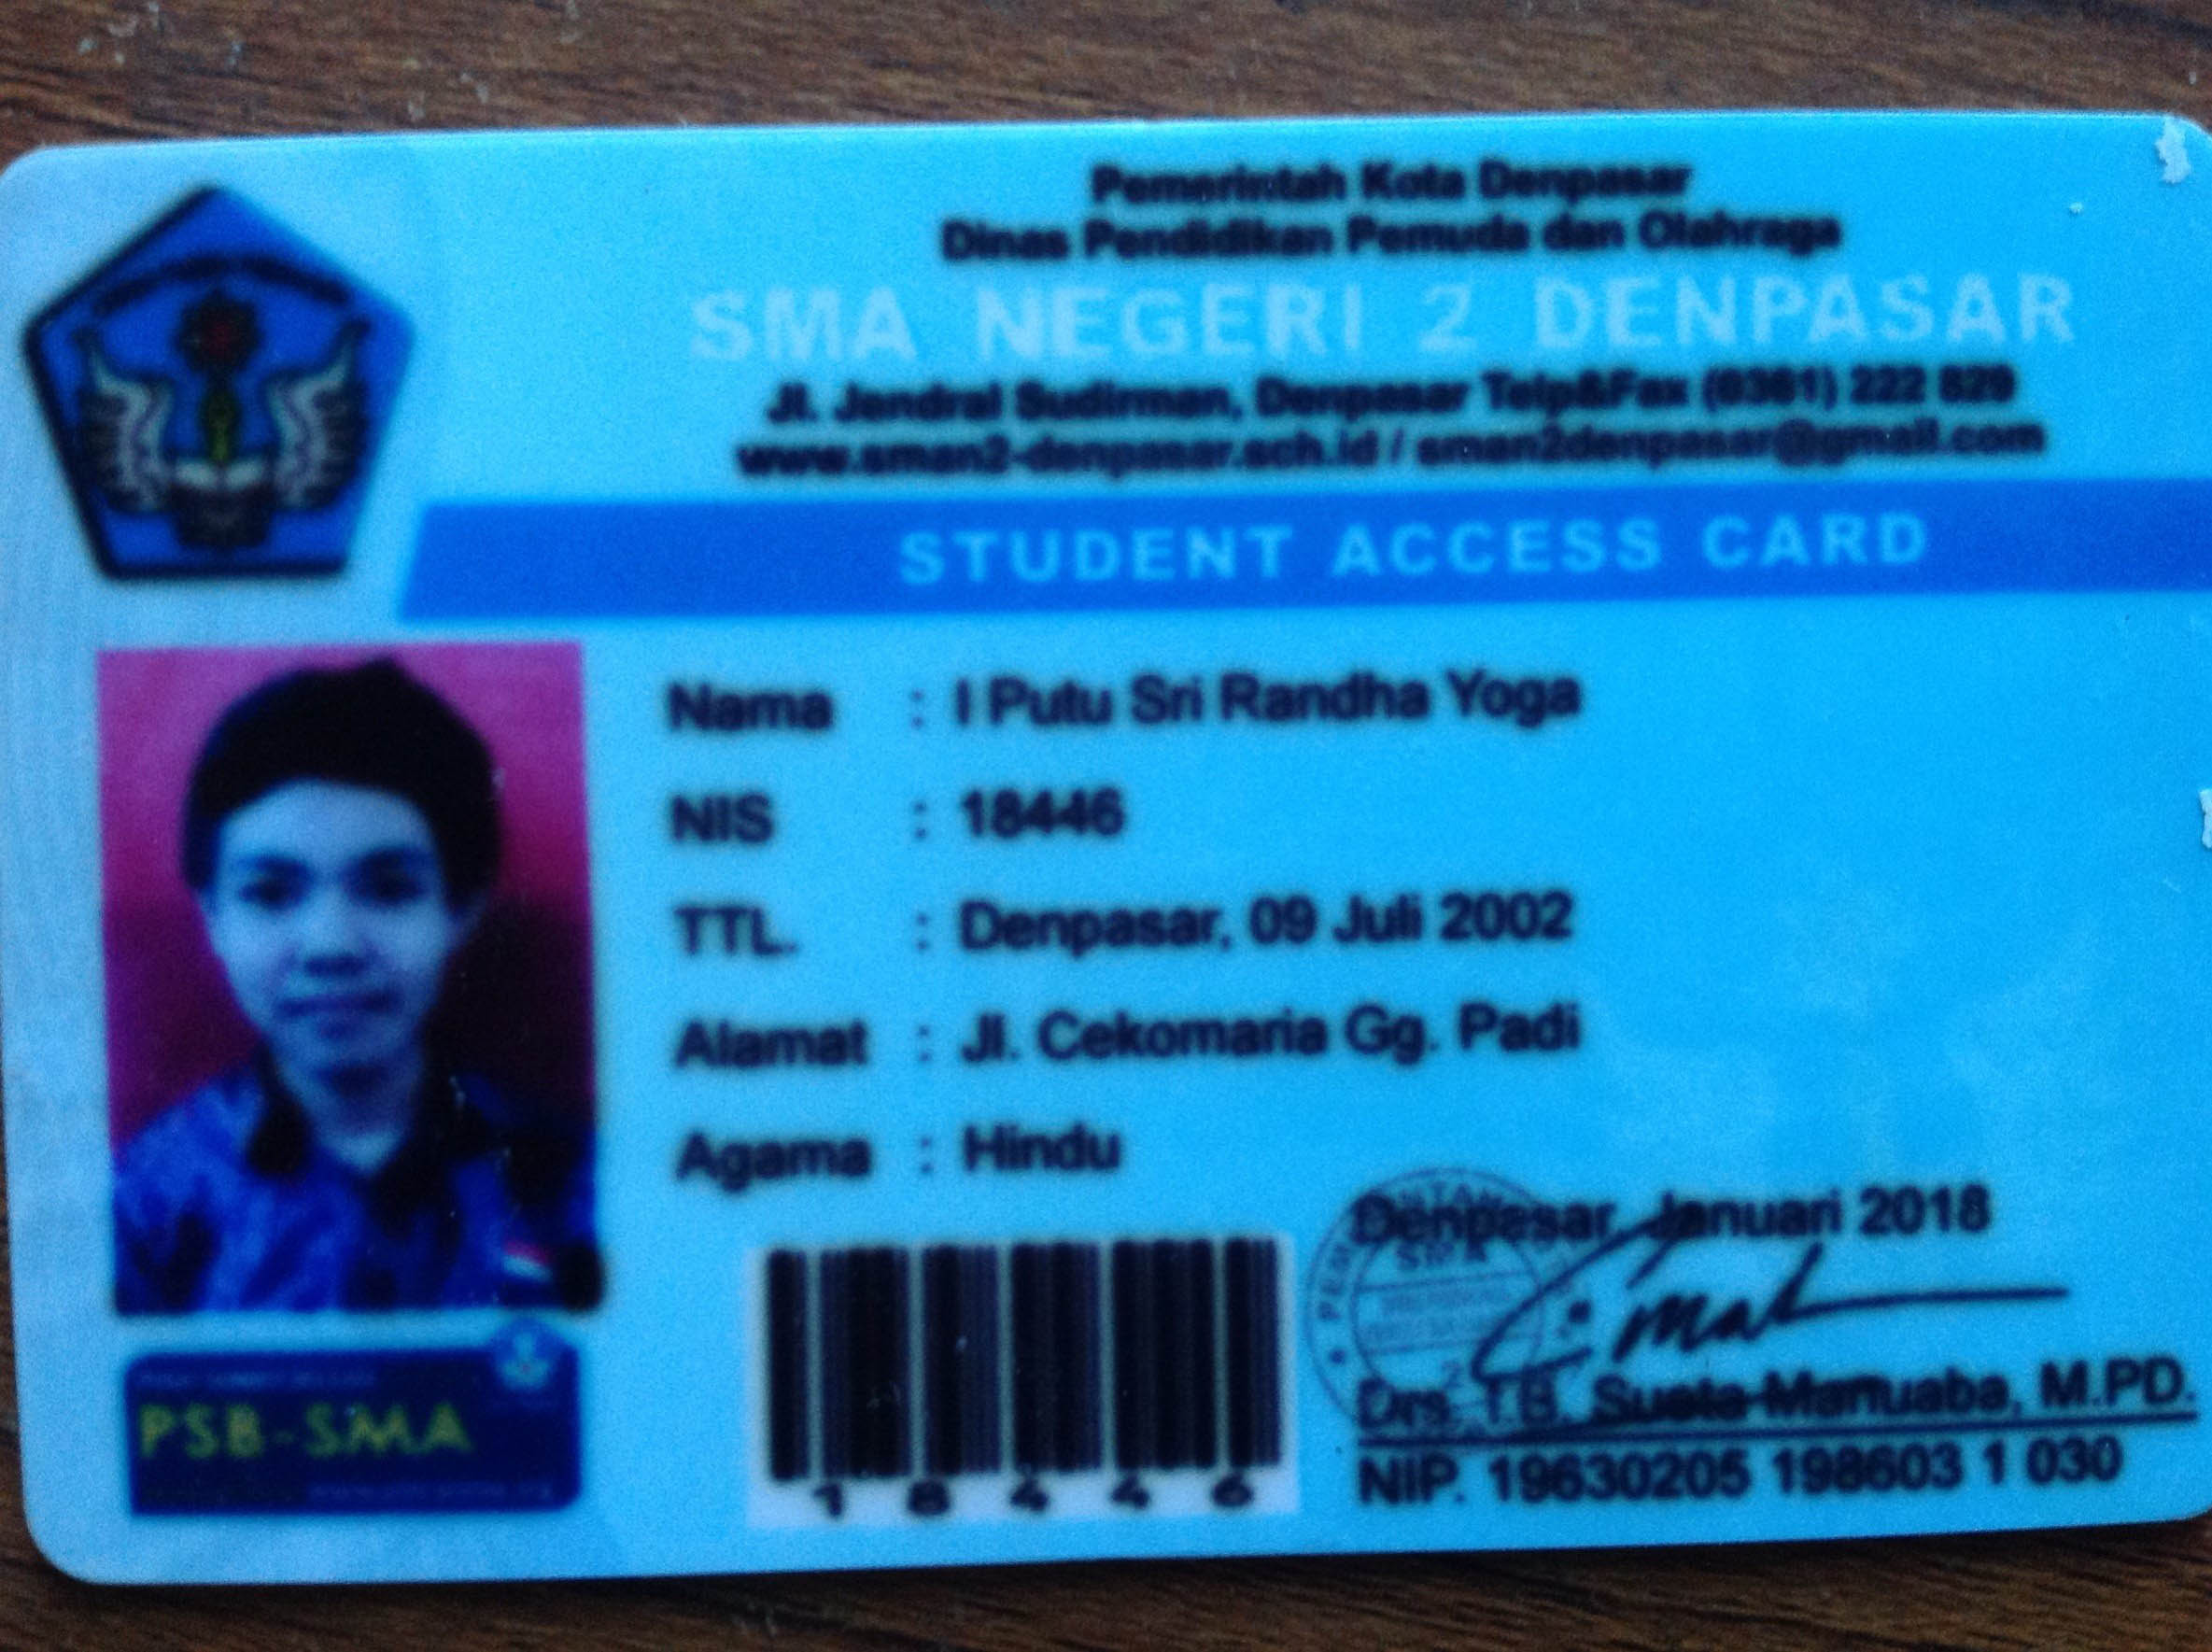 Pemerintah Kota Denpasar
Dinas Pendidikan Pemuda dan Olahraga
SMA NEGERI 2 DENPASAR
Jl. Jendral Sudirman, Denpasar Telp&Fax (0361) 222
www.sman2-denpasar.sch.id / sman2denpasar@gmail.com
STUDENT ACCESS CARD
Nama : I Putu Sri Randha Yoga
NIS : 18446
TTL. : Denpasar, 09 Juli 2002
Alamat : Jl. Cekomaria Gg. Padi
Agama : Hindu
Denpasar, Januari 2018
Drs. I.B. Sueta Manuaba, M.PD.
NIP. 19630205 198603 1 030
18446
PSB-SMA